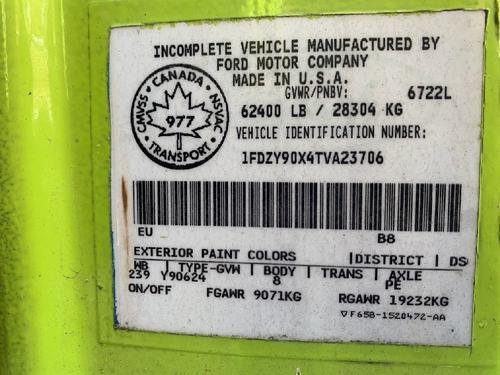 INCOMPLETE VEHICLE MANUFACTURED BY
FORD MOTOR COMPANY
MADE IN U.S.A.
GVWR/PNBV: 6722L
62400 LB / 28304 KG
VEHICLE IDENTIFICATION NUMBER:
1FDZY90X4TVA23706
CANADA
CMVSS NSVAC
977
TRANSPORT
EU B8
EXTERIOR PAINT COLORS |DISTRICT | DS
WB | TYPE-GVW | BODY | TRANS | AXLE
239 Y90624 8 PE
ON/OFF FGAWR 9071KG RGAWR 19232KG
▽F65B-1520472-AA